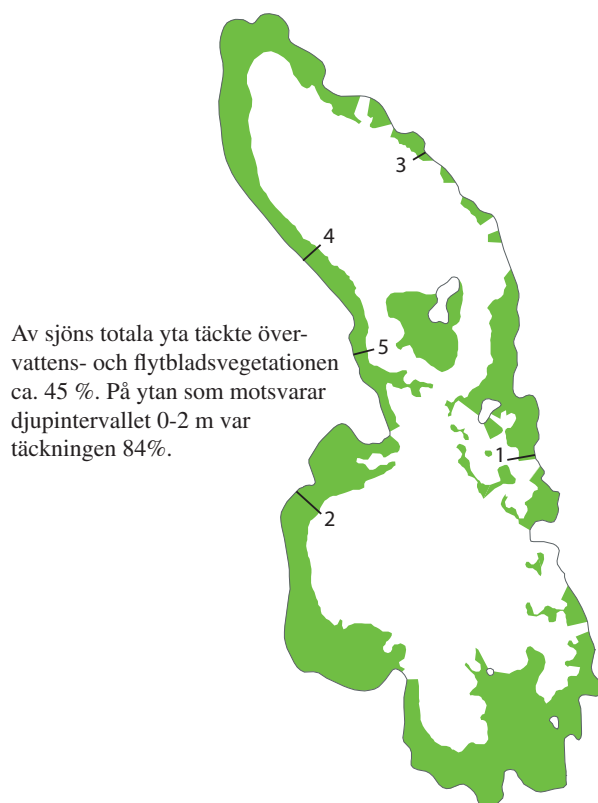 3
4
5
Av sjöns totala yta täckte över-
vattens- och flytbladsvegetationen
ca. 45 %. På ytan som motsvarar
djupintervallet 0-2 m var
täckningen 84%.
1
2